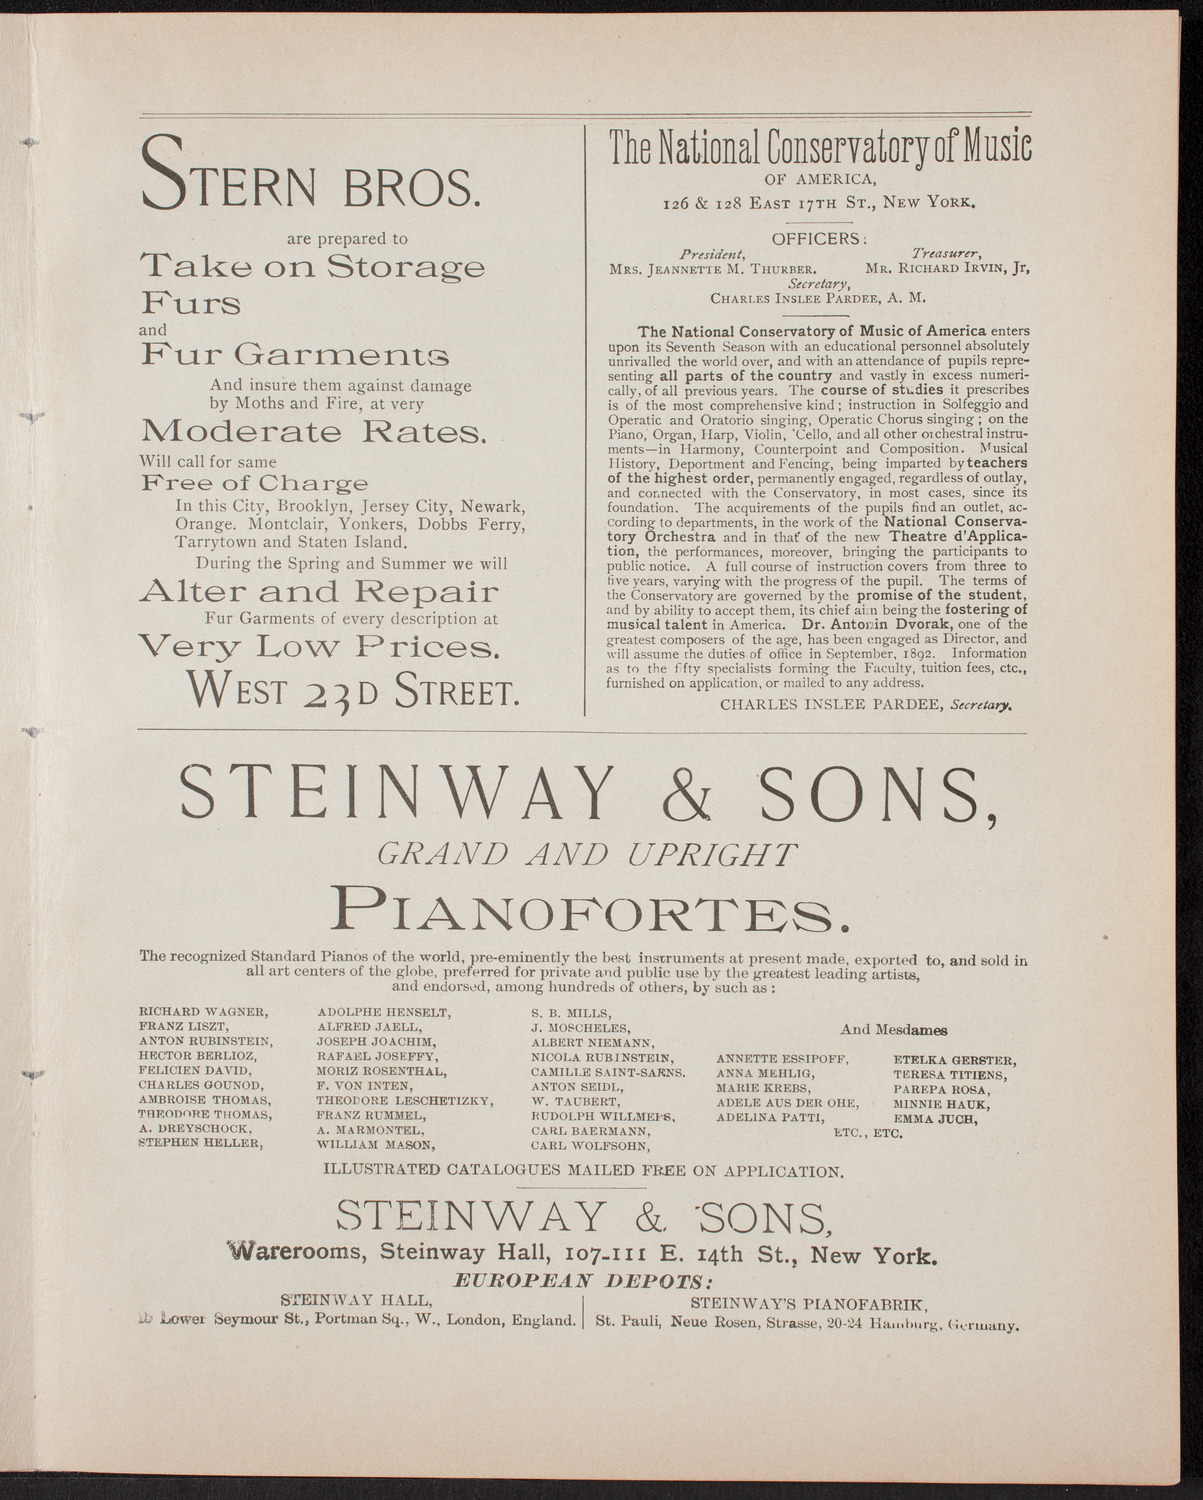 STERN BROS.
are prepared to
Take on Storage
Furs
and
Fur Garments
And insure them against damage
by Moths and Fire, at very
Moderate Rates.
Will call for same
Free of Charge
In this City, Brooklyn, Jersey City, Newark,
Orange. Montclair, Yonkers, Dobbs Ferry,
Tarrytown and Staten Island.
During the Spring and Summer we will
Alter and Repair
Fur Garments of every description at
Very Low Prices.
WEST 23D STREET.
The National Conservatory of Music
OF AMERICA,
126 & 128 EAST 17TH ST., NEW YORK.
OFFICERS:
President, Treasurer,
MRS. JEANNETTE M. THURBER. MR. RICHARD IRVIN, Jr,
Secretary,
CHARLES INSLEE PARDEE, A. M.
The National Conservatory of Music of America enters
upon its Seventh Season with an educational personnel absolutely
unrivalled the world over, and with an attendance of pupils repre-
senting all parts of the country and vastly in excess numeri-
cally, of all previous years. The course of studies it prescribes
is of the most comprehensive kind; instruction in Solfeggio and
Operatic and Oratorio singing, Operatic Chorus singing; on the
Piano, Organ, Harp, Violin, 'Cello, and all other orchestral instru-
ments—in Harmony, Counterpoint and Composition. Musical
History, Deportment and Fencing, being imparted by teachers
of the highest order, permanently engaged, regardless of outlay,
and connected with the Conservatory, in most cases, since its
foundation. The acquirements of the pupils find an outlet, ac-
cording to departments, in the work of the National Conserva-
tory Orchestra and in that of the new Theatre d'Applica-
tion, the performances, moreover, bringing the participants to
public notice. A full course of instruction covers from three to
five years, varying with the progress of the pupil. The terms of
the Conservatory are governed by the promise of the student,
and by ability to accept them, its chief aim being the fostering of
musical talent in America. Dr. Antonin Dvorak, one of the
greatest composers of the age, has been engaged as Director, and
will assume the duties of office in September, 1892. Information
as to the fifty specialists forming the Faculty, tuition fees, etc.,
furnished on application, or mailed to any address.
CHARLES INSLEE PARDEE, Secretary.
STEINWAY & SONS,
GRAND AND UPRIGHT
PIANOFORTES.
The recognized Standard Pianos of the world, pre-eminently the best instruments at present made, exported to, and sold in
all art centers of the globe, preferred for private and public use by the greatest leading artists,
and endorsed, among hundreds of others, by such as:
RICHARD WAGNER,
FRANZ LISZT,
ANTON RUBINSTEIN,
HECTOR BERLIOZ,
FELICIEN DAVID,
CHARLES GOUNOD,
AMBROISE THOMAS,
THEODORE THOMAS,
A. DREYSCHOCK,
STEPHEN HELLER,
ADOLPHE HENSELT,
ALFRED JAELL,
JOSEPH JOACHIM,
RAFAEL JOSEFFY,
MORIZ ROSENTHAL,
F. VON INTEN,
THEODORE LESCHETIZKY,
FRANZ RUMMEL,
A. MARMONTEL,
WILLIAM MASON,
S. B. MILLS,
J. MOSCHELES,
ALBERT NIEMANN,
NICOLA RUBINSTEIN,
CAMILLE SAINT-SAENS.
ANTON SEIDL,
W. TAUBERT,
RUDOLPH WILLMERS,
CARL BAERMANN,
CARL WOLFSOHN,
And Mesdames
ANNETTE ESSIPOFF,
ANNA MEHLIG,
MARIE KREBS,
ADELE AUS DER OHE,
ADELINA PATTI,
ETELKA GERSTER,
TERESA TITIENS,
PAREPA ROSA,
MINNIE HAUK,
EMMA JUCH,
ETC., ETC.
ILLUSTRATED CATALOGUES MAILED FREE ON APPLICATION.
STEINWAY & SONS,
Warerooms, Steinway Hall, 107-111 E. 14th St., New York.
EUROPEAN DEPOTS:
STEINWAY HALL,
Lower Seymour St., Portman Sq., W., London, England.
STEINWAY'S PIANOFABRIK,
St. Pauli, Neue Rosen, Strasse, 20-24 Hamburg, Germany.